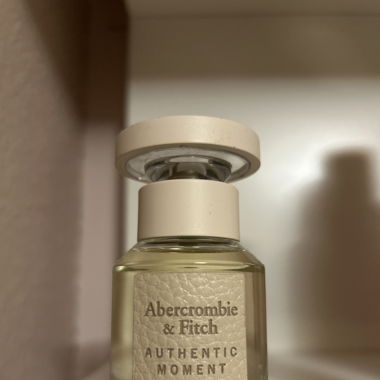 Abercrombie
& Fitch
AUTHENTIC
MOMENT